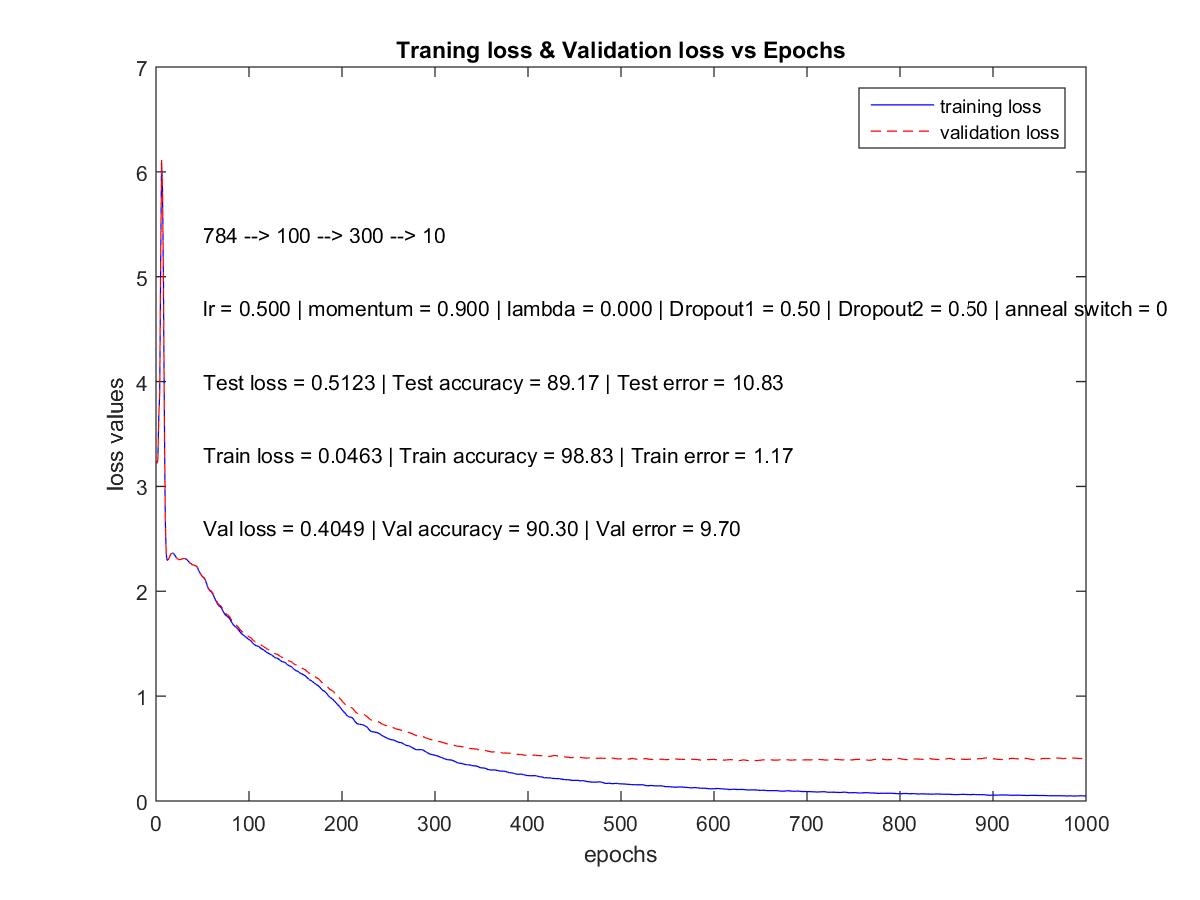 Traning loss & Validation loss vs Epochs
7
training loss
validation loss
6
784 --> 100 --> 300 --> 10
5
lr = 0.500 | momentum = 0.900 | lambda = 0.000 | Dropout1 = 0.50 | Dropout2 = 0.50 | anneal switch = 0
4
Test loss = 0.5123 | Test accuracy = 89.17 | Test error = 10.83
loss values
Train loss = 0.0463 | Train accuracy = 98.83 | Train error = 1.17
3
Val loss = 0.4049 | Val accuracy = 90.30 | Val error = 9.70
2
1
0
0 100 200 300 400 500 600 700 800 900 1000
epochs